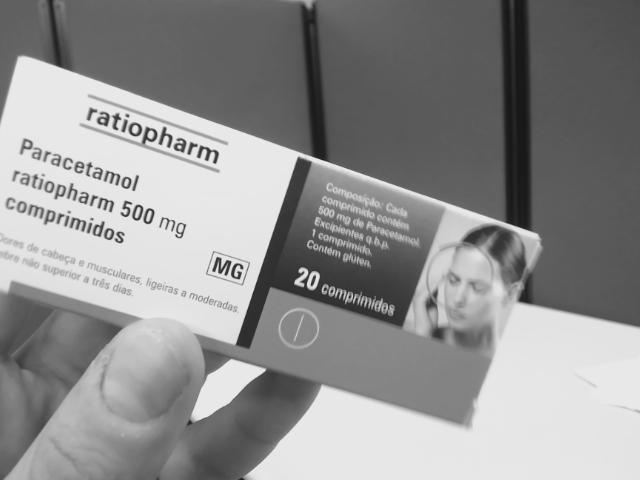 ratiopharm
Paracetamol
ratiopharm 500 mg
comprimidos
Dores de cabeça e musculares, ligeiras a moderadas.
febre não superior a três dias.
MG
Composição: Cada
comprimido contém
500 mg de Paracetamol.
Excipientes q.b.p.
1 comprimido.
Contém glúten.
20 comprimidos